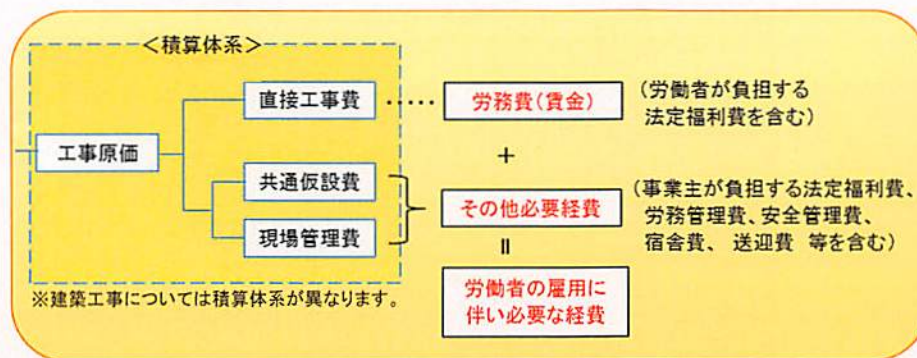 ＜積算体系＞
工事原価
直接工事費
共通仮設費
現場管理費
※建築工事については積算体系が異なります。
‥‥‥
労務費(賃金)
(労働者が負担する
法定福利費を含む)
＋
その他必要経費
(事業主が負担する法定福利費、
労務管理費、安全管理費、
宿舎費、 送迎費 等を含む)
＝
労働者の雇用に
伴い必要な経費